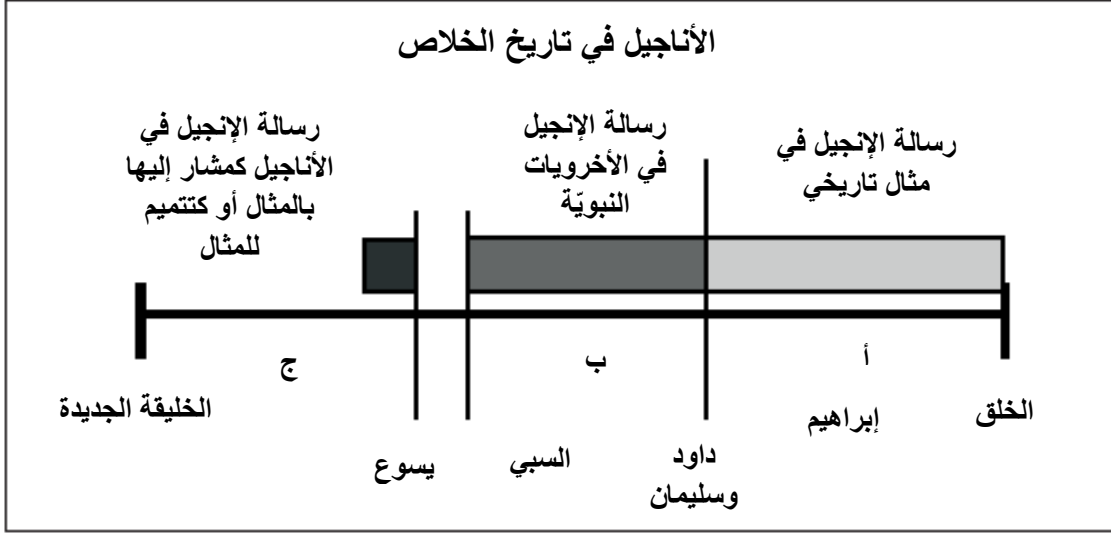 الأناجيل في تاريخ الخلاص
رسالة الإنجيل في
مثال تاريخي
رسالة الإنجيل
في الأخرويات
النبويّة
رسالة الإنجيل في
الأناجيل كمشار إليها
بالمثال أو كتتميم
للمثال
أ
ب
ج
الخلق
إبراهيم
داود
وسليمان
السبي
يسوع
الخليقة الجديدة